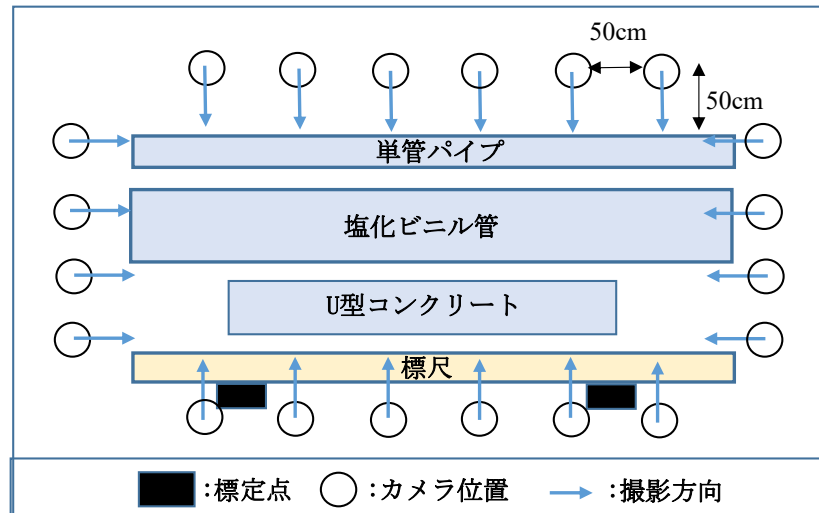 50cm
50cm
単管パイプ
塩化ビニル管
U型コンクリート
標尺
:標定点 :カメラ位置 :撮影方向